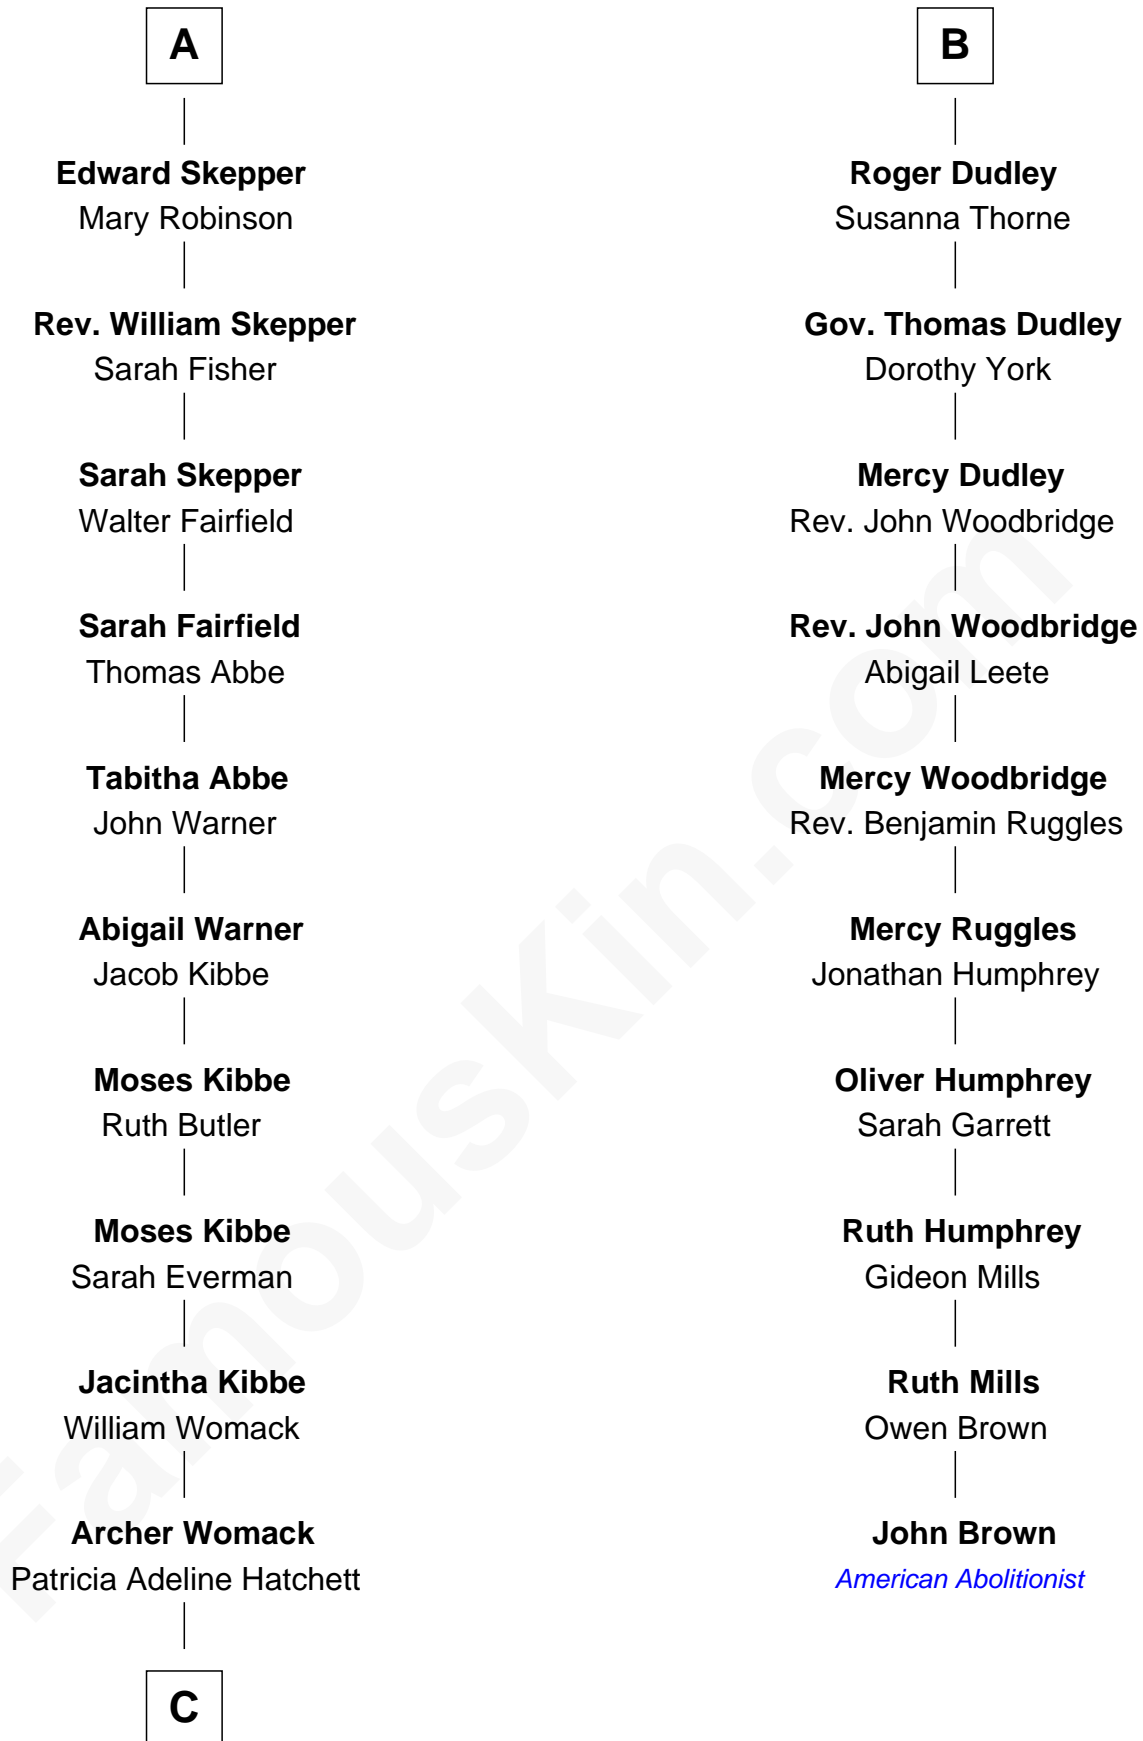 A
Edward Skepper
Mary Robinson
Rev. William Skepper
Sarah Fisher
Sarah Skepper
Walter Fairfield
Sarah Fairfield
Thomas Abbe
Tabitha Abbe
John Warner
Abigail Warner
Jacob Kibbe
Moses Kibbe
Ruth Butler
Moses Kibbe
Sarah Everman
Jacintha Kibbe
William Womack
Archer Womack
Patricia Adeline Hatchett
C
B
Roger Dudley
Susanna Thorne
Gov. Thomas Dudley
Dorothy York
Mercy Dudley
Rev. John Woodbridge
Rev. John Woodbridge
Abigail Leete
Mercy Woodbridge
Rev. Benjamin Ruggles
Mercy Ruggles
Jonathan Humphrey
Oliver Humphrey
Sarah Garrett
Ruth Humphrey
Gideon Mills
Ruth Mills
Owen Brown
John Brown
American Abolitionist
FamousKin.com